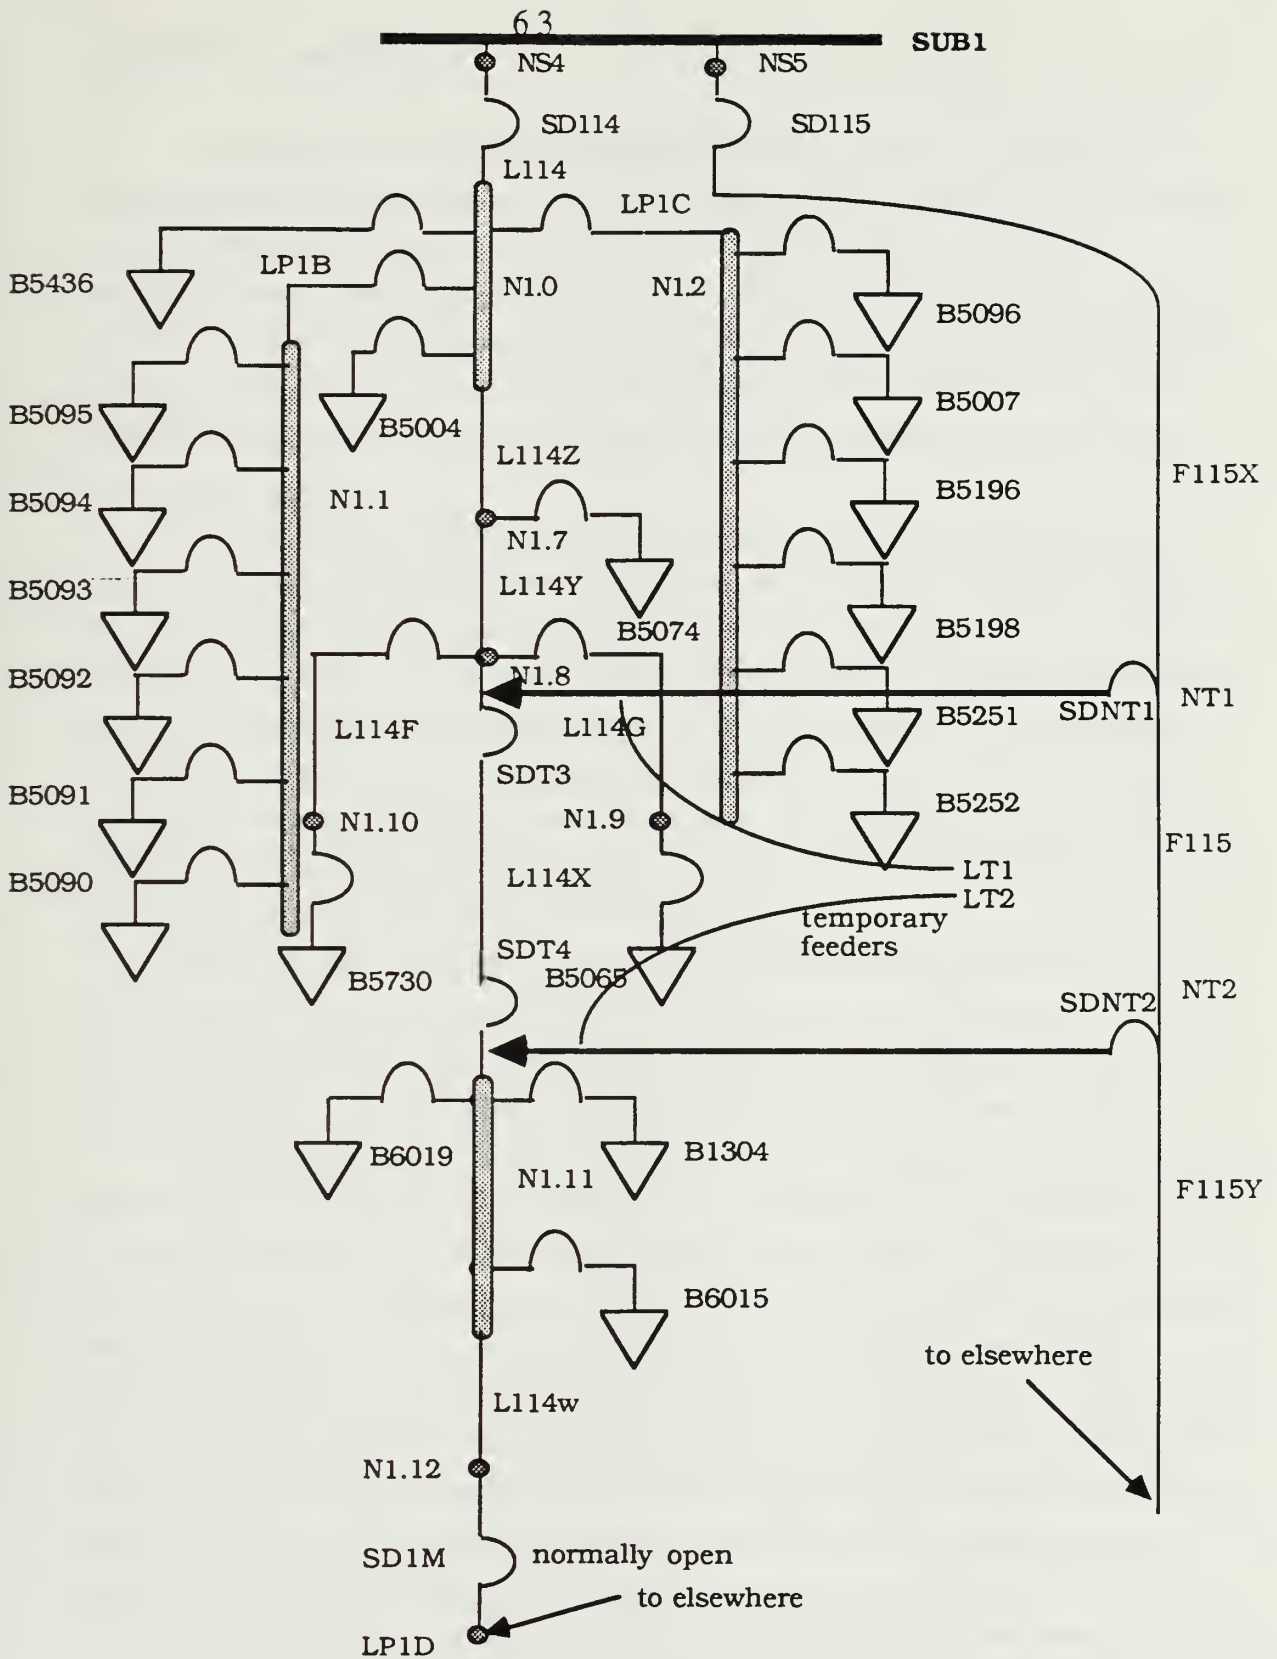 63
SUB1
NS4
NS5
SD114
SD115
L114
LP1C
LP1B
B5436
N1.0
N1.2
B5096
B5095
B5004
B5007
L114Z
F115X
B5094
N1.1
B5196
N1.7
B5093
L114Y
B5074
B5198
B5092
N1.8
SDNT1
NT1
L114F
L114G
B5251
SDT3
B5091
N1.10
N1.9
B5252
F115
B5090
L114X
LT1
LT2
temporary
feeders
SDT4
B5730
B5065
NT2
SDNT2
B6019
B1304
N1.11
F115Y
B6015
to elsewhere
L114w
N1.12
SD1M
normally open
to elsewhere
LP1D